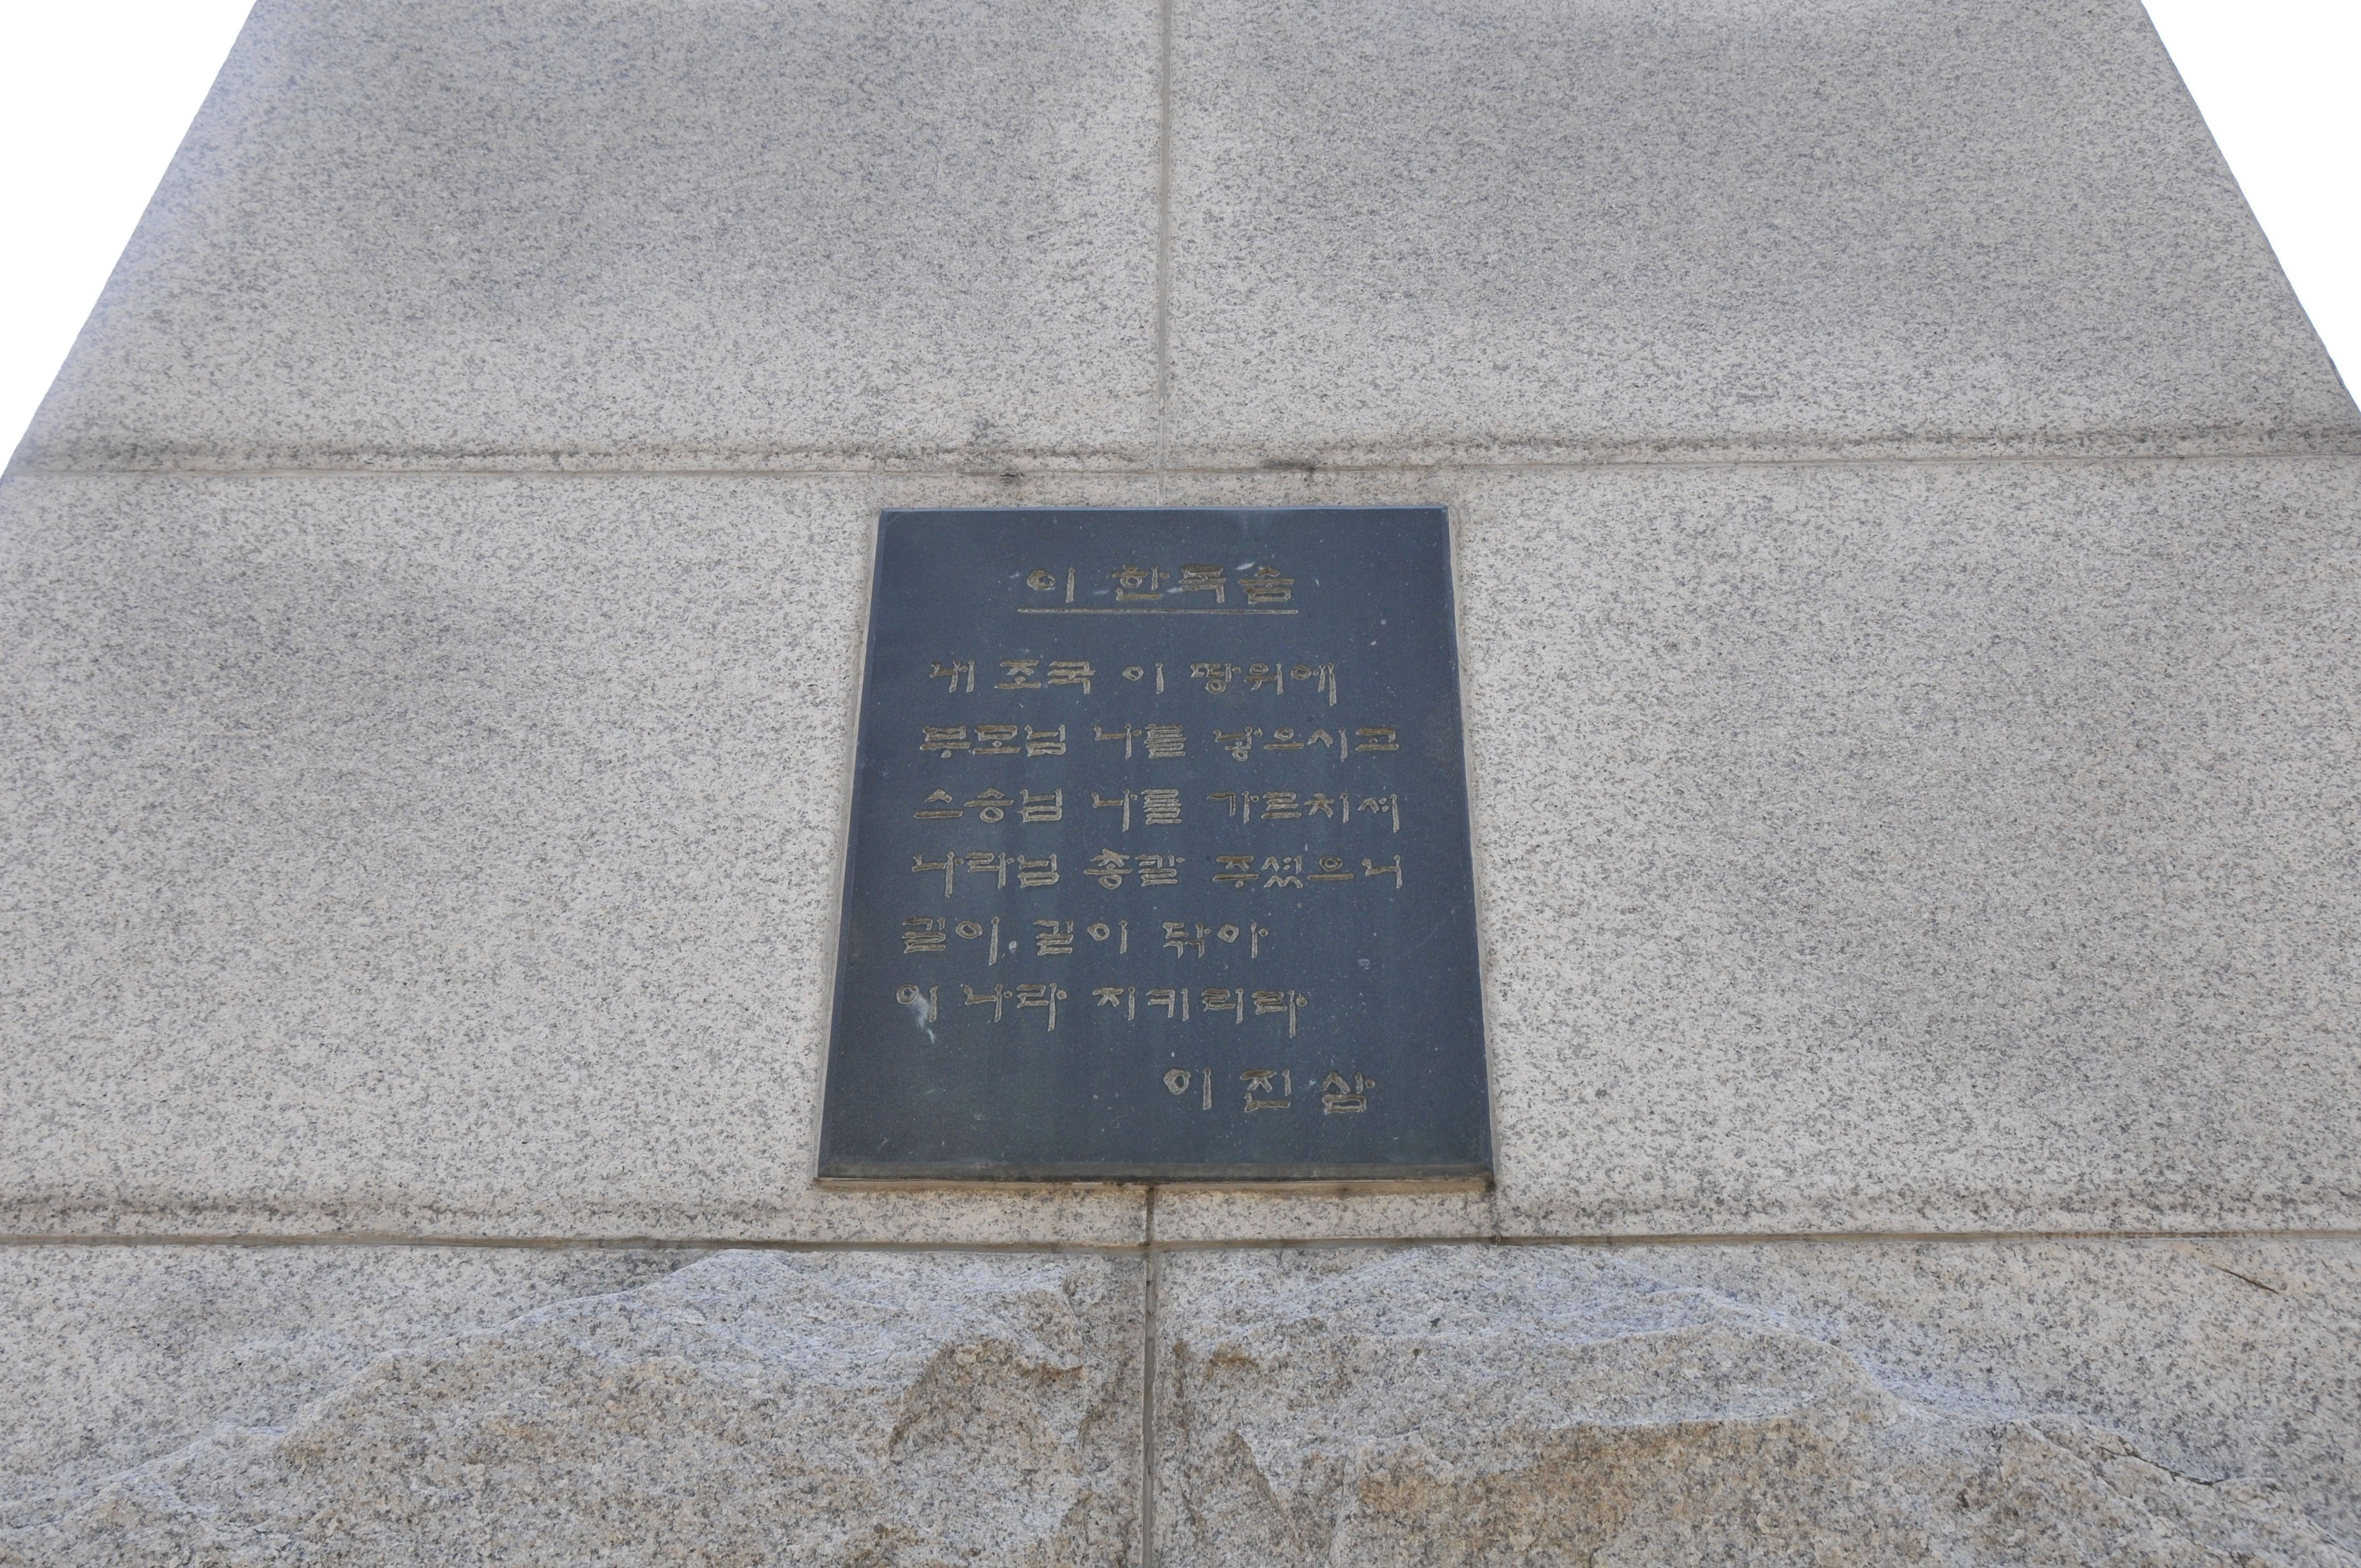 이 한목숨
내 조국 이 땅위에
부모님 나를 낳으시고
스승님 나를 가르치셔
나라님 총칼 주셨으니
길이, 길이 닦아
이 나라 지키리라
이 진 삼